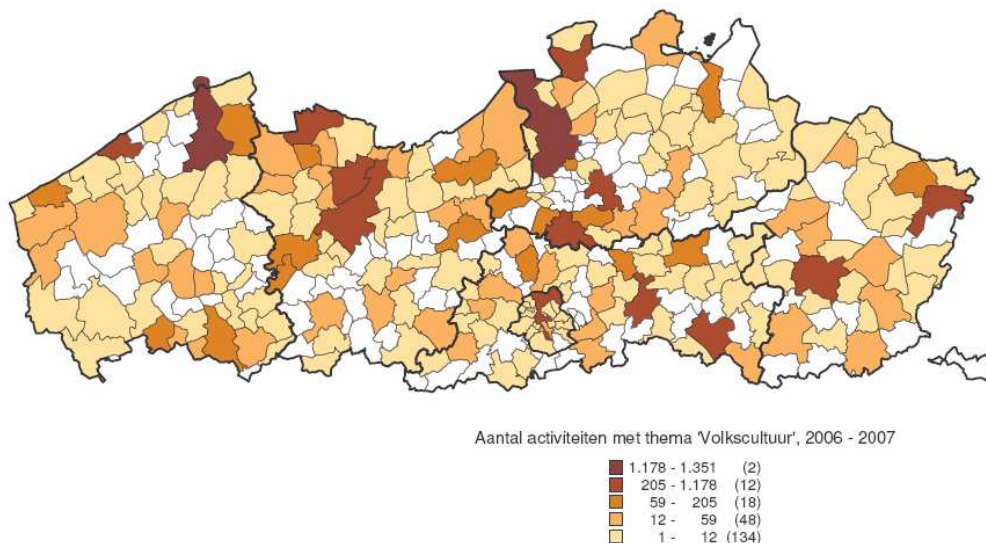 Aantal activiteiten met thema 'Volkscultuur', 2006 - 2007
1.178 - 1.351 (2)
205 - 1.178 (12)
59 - 205 (18)
12 - 59 (48)
1 - 12 (134)